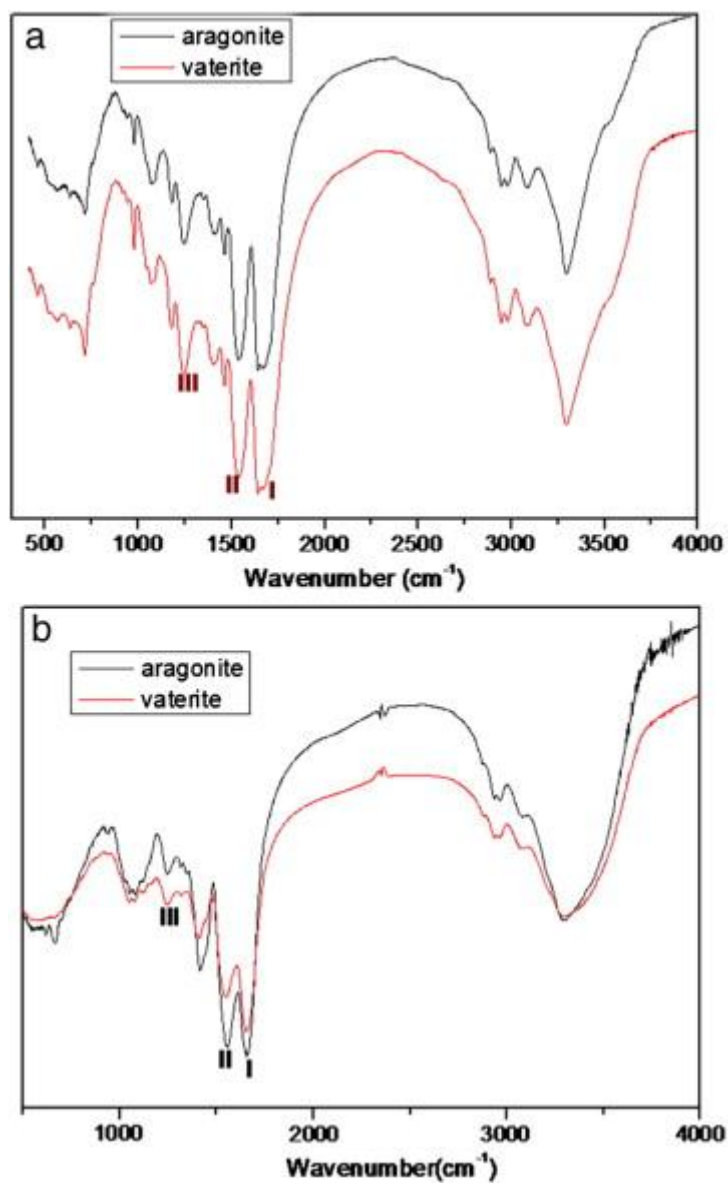 a
aragonite
vaterite
III
II
I
500 1000 1500 2000 2500 3000 3500 4000
Wavenumber (cm⁻¹)
b
aragonite
vaterite
III
II
I
1000 2000 3000 4000
Wavenumber(cm⁻¹)